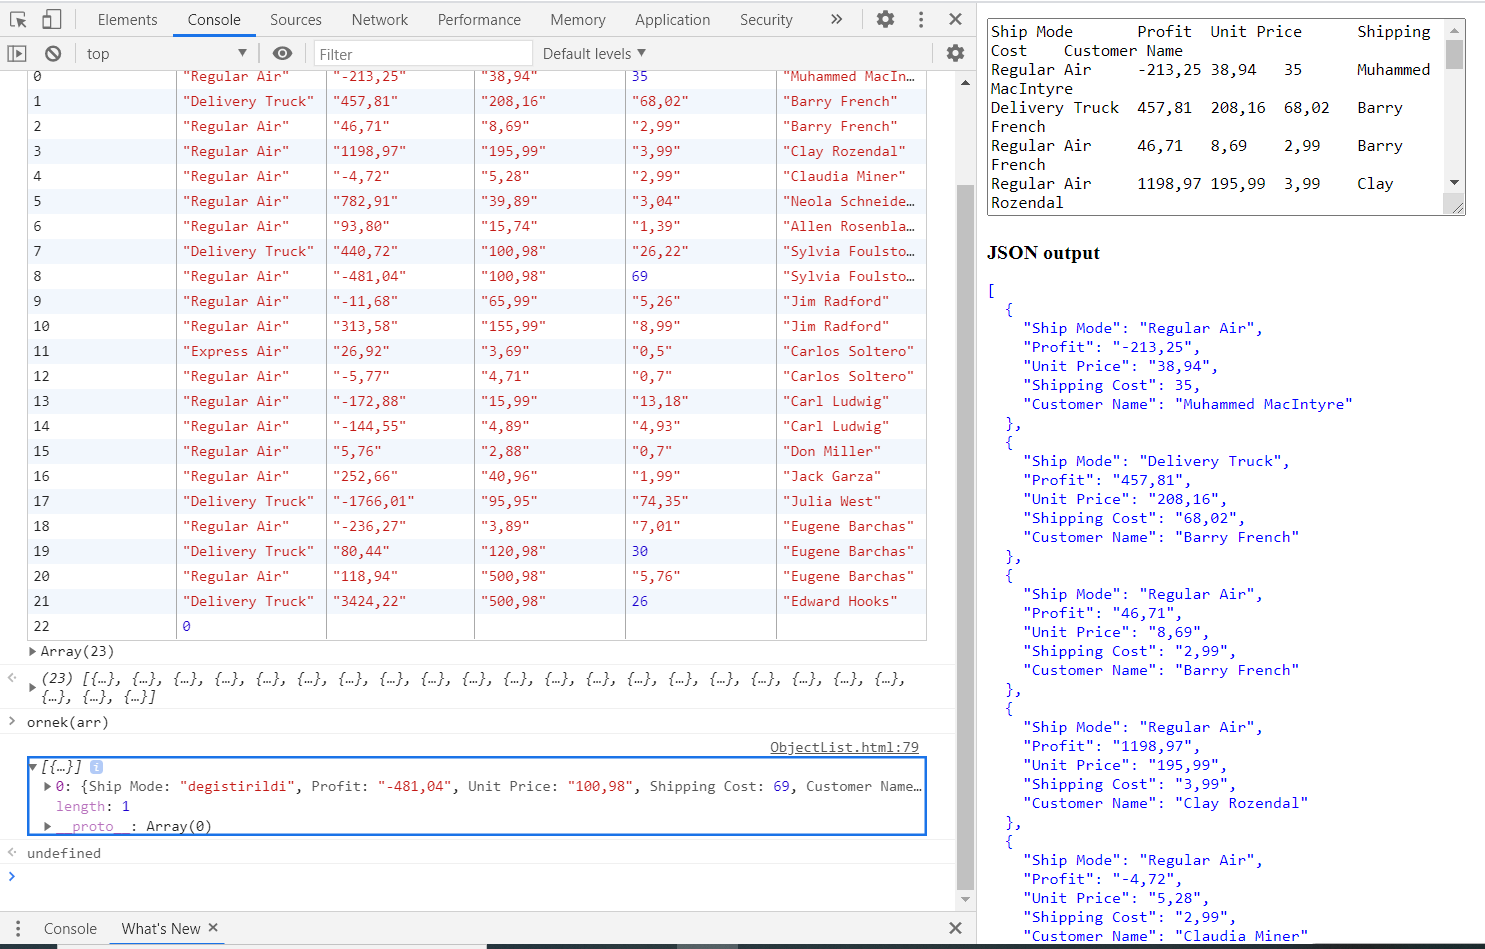 Elements Console Sources Network Performance Memory Application Security »
top ▼ Filter Default levels ▼
0 "Regular Air" "-213,25" "38,94" 35 "Muhammed MacIn…
1 "Delivery Truck" "457,81" "208,16" "68,02" "Barry French"
2 "Regular Air" "46,71" "8,69" "2,99" "Barry French"
3 "Regular Air" "1198,97" "195,99" "3,99" "Clay Rozendal"
4 "Regular Air" "-4,72" "5,28" "2,99" "Claudia Miner"
5 "Regular Air" "782,91" "39,89" "3,04" "Neola Schneide…
6 "Regular Air" "93,80" "15,74" "1,39" "Allen Rosenbla…
7 "Delivery Truck" "440,72" "100,98" "26,22" "Sylvia Foulsto…
8 "Regular Air" "-481,04" "100,98" 69 "Sylvia Foulsto…
9 "Regular Air" "-11,68" "65,99" "5,26" "Jim Radford"
10 "Regular Air" "313,58" "155,99" "8,99" "Jim Radford"
11 "Express Air" "26,92" "3,69" "0,5" "Carlos Soltero"
12 "Regular Air" "-5,77" "4,71" "0,7" "Carlos Soltero"
13 "Regular Air" "-172,88" "15,99" "13,18" "Carl Ludwig"
14 "Regular Air" "-144,55" "4,89" "4,93" "Carl Ludwig"
15 "Regular Air" "5,76" "2,88" "0,7" "Don Miller"
16 "Regular Air" "252,66" "40,96" "1,99" "Jack Garza"
17 "Delivery Truck" "-1766,01" "95,95" "74,35" "Julia West"
18 "Regular Air" "-236,27" "3,89" "7,01" "Eugene Barchas"
19 "Delivery Truck" "80,44" "120,98" 30 "Eugene Barchas"
20 "Regular Air" "118,94" "500,98" "5,76" "Eugene Barchas"
21 "Delivery Truck" "3424,22" "500,98" 26 "Edward Hooks"
22 0
▶ Array(23)
(23) [{…}, {…}, {…}, {…}, {…}, {…}, {…}, {…}, {…}, {…}, {…}, {…}, {…}, {…}, {…}, {…}, {…}, {…}, {…}, {…},
{…}, {…}, {…}]
> ornek(arr)
ObjectList.html:79
▼ [{…}] i
▶ 0: {Ship Mode: "degistirildi", Profit: "-481,04", Unit Price: "100,98", Shipping Cost: 69, Customer Name…
length: 1
▶ __proto__: Array(0)
undefined
>
Console What's New ✕
Ship Mode Profit Unit Price Shipping
Cost Customer Name
Regular Air -213,25 38,94 35 Muhammed
MacIntyre
Delivery Truck 457,81 208,16 68,02 Barry
French
Regular Air 46,71 8,69 2,99 Barry
French
Regular Air 1198,97 195,99 3,99 Clay
Rozendal
JSON output
[
{
"Ship Mode": "Regular Air",
"Profit": "-213,25",
"Unit Price": "38,94",
"Shipping Cost": 35,
"Customer Name": "Muhammed MacIntyre"
},
{
"Ship Mode": "Delivery Truck",
"Profit": "457,81",
"Unit Price": "208,16",
"Shipping Cost": "68,02",
"Customer Name": "Barry French"
},
{
"Ship Mode": "Regular Air",
"Profit": "46,71",
"Unit Price": "8,69",
"Shipping Cost": "2,99",
"Customer Name": "Barry French"
},
{
"Ship Mode": "Regular Air",
"Profit": "1198,97",
"Unit Price": "195,99",
"Shipping Cost": "3,99",
"Customer Name": "Clay Rozendal"
},
{
"Ship Mode": "Regular Air",
"Profit": "-4,72",
"Unit Price": "5,28",
"Shipping Cost": "2,99",
"Customer Name": "Claudia Miner"